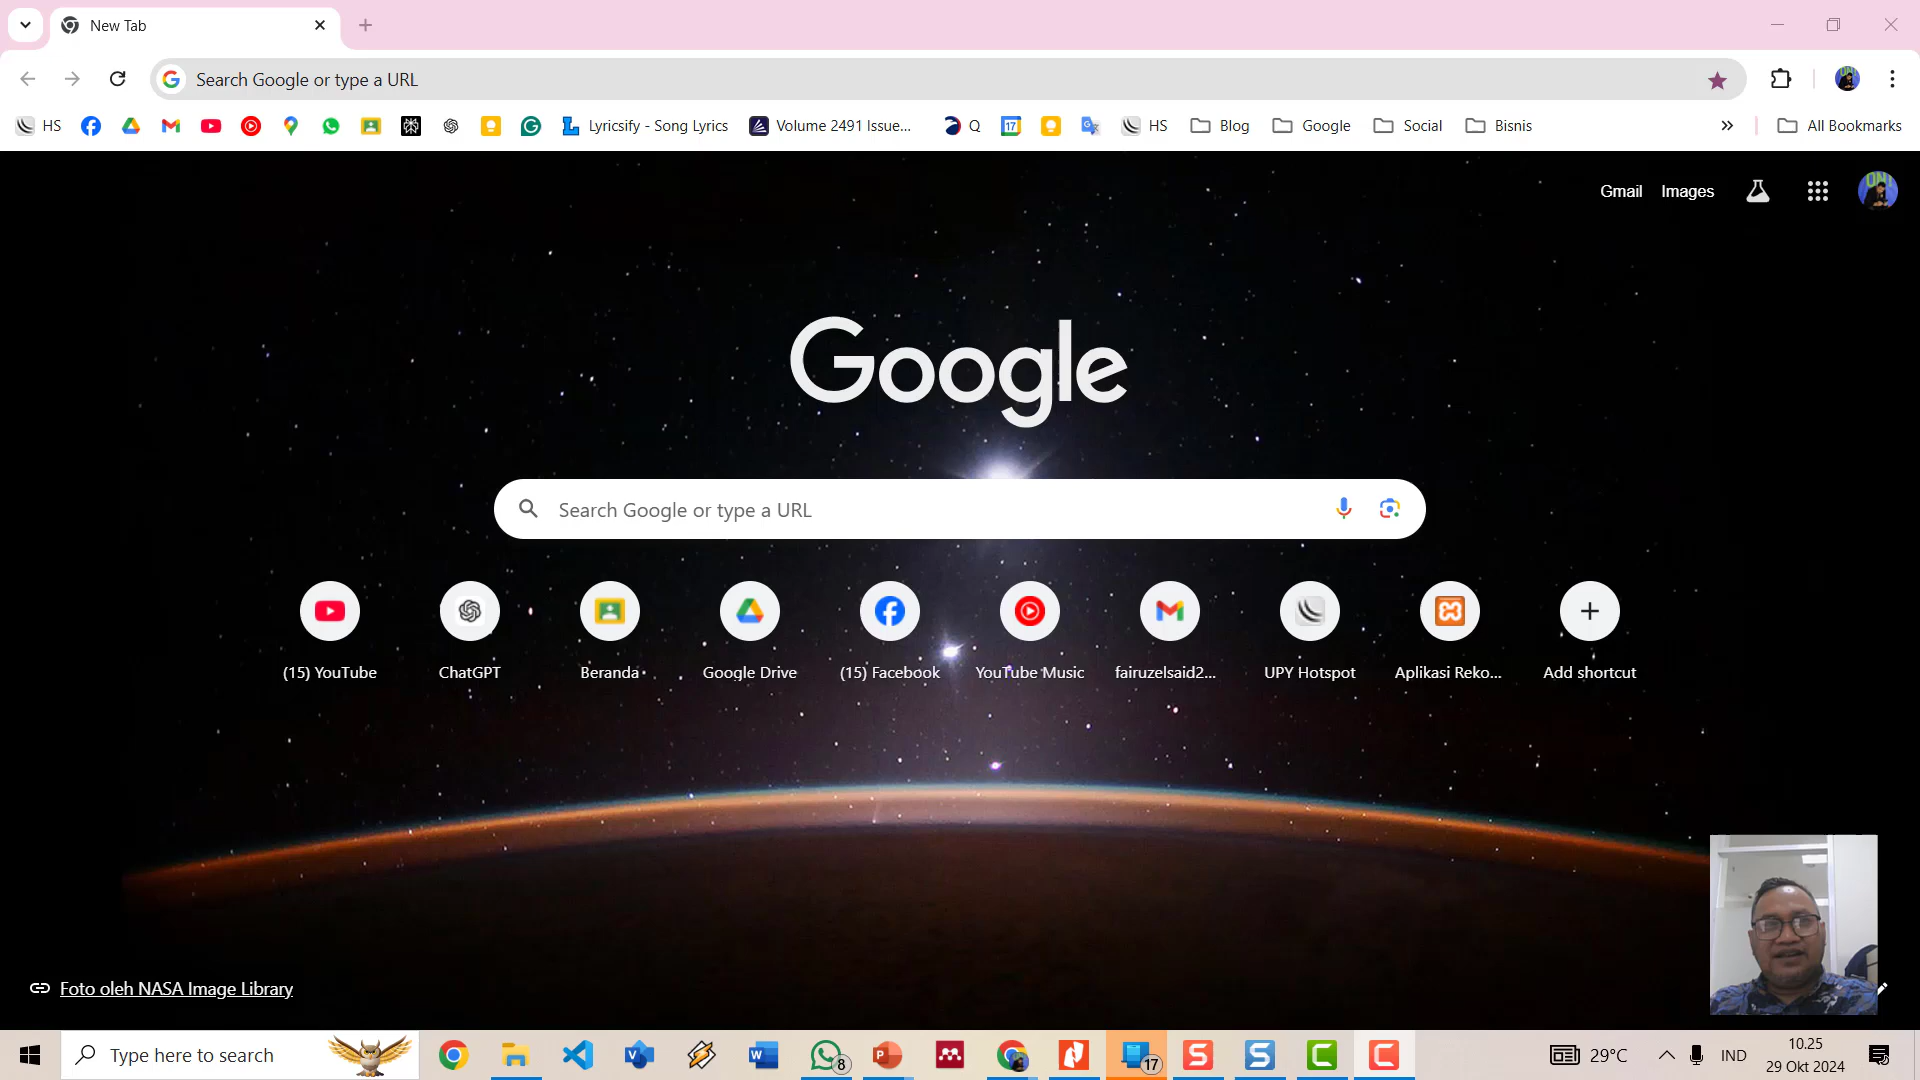 New Tab
Search Google or type a URL
HS
Lyricsify - Song Lyrics
Volume 2491 Issue...
Q
17
HS
Blog
Google
Social
Bisnis
All Bookmarks
Gmail
Images
Google
Search Google or type a URL
(15) YouTube
ChatGPT
Beranda
Google Drive
(15) Facebook
YouTube Music
fairuzelsaid2...
UPY Hotspot
Aplikasi Reko...
Add shortcut
Foto oleh NASA Image Library
Type here to search
8
17
29°C
IND
10.25
29 Okt 2024